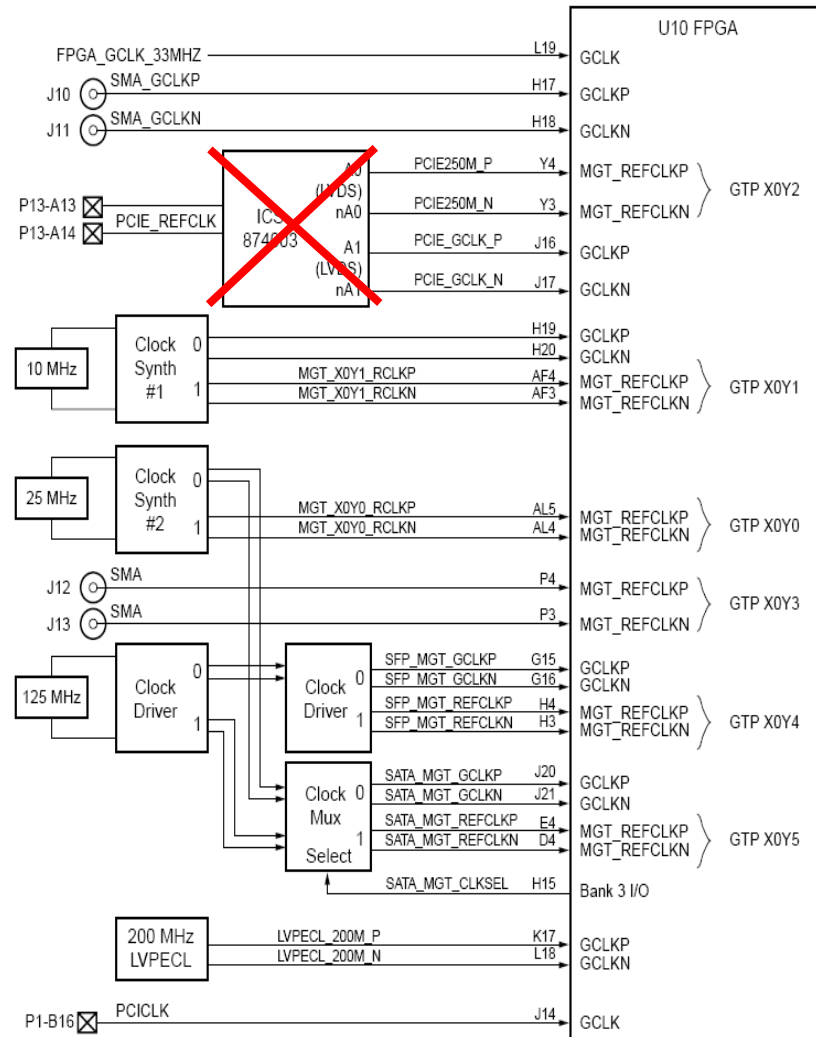 U10 FPGA
FPGA_GCLK_33MHZ L19 GCLK
J10 SMA_GCLKP H17 GCLKP
J11 SMA_GCLKN H18 GCLKN
A0 PCIE250M_P Y4 MGT_REFCLKP
(LVDS) GTP X0Y2
P13-A13 ICS nA0 PCIE250M_N Y3 MGT_REFCLKN
P13-A14 PCIE_REFCLK
874003 A1 PCIE_GCLK_P J16 GCLKP
(LVDS)
nA1 PCIE_GCLK_N J17 GCLKN
H19 GCLKP
Clock 0 H20 GCLKN
10 MHz Synth MGT_X0Y1_RCLKP AF4 MGT_REFCLKP GTP X0Y1
#1 1 MGT_X0Y1_RCLKN AF3 MGT_REFCLKN
Clock 0
25 MHz Synth
#2 1 MGT_X0Y0_RCLKP AL5 MGT_REFCLKP GTP X0Y0
MGT_X0Y0_RCLKN AL4 MGT_REFCLKN
J12 SMA P4 MGT_REFCLKP
GTP X0Y3
J13 SMA P3 MGT_REFCLKN
0 SFP_MGT_GCLKP G15 GCLKP
Clock 0 SFP_MGT_GCLKN G16 GCLKN
125 MHz Driver 1 Clock SFP_MGT_REFCLKP H4 MGT_REFCLKP GTP X0Y4
Driver 1 SFP_MGT_REFCLKN H3 MGT_REFCLKN
SATA_MGT_GCLKP J20 GCLKP
Clock 0 SATA_MGT_GCLKN J21 GCLKN
Mux SATA_MGT_REFCLKP E4 MGT_REFCLKP GTP X0Y5
1 SATA_MGT_REFCLKN D4 MGT_REFCLKN
Select
SATA_MGT_CLKSEL H15 Bank 3 I/O
200 MHz LVPECL_200M_P K17 GCLKP
LVPECL LVPECL_200M_N L18 GCLKN
P1-B16 PCICLK J14 GCLK